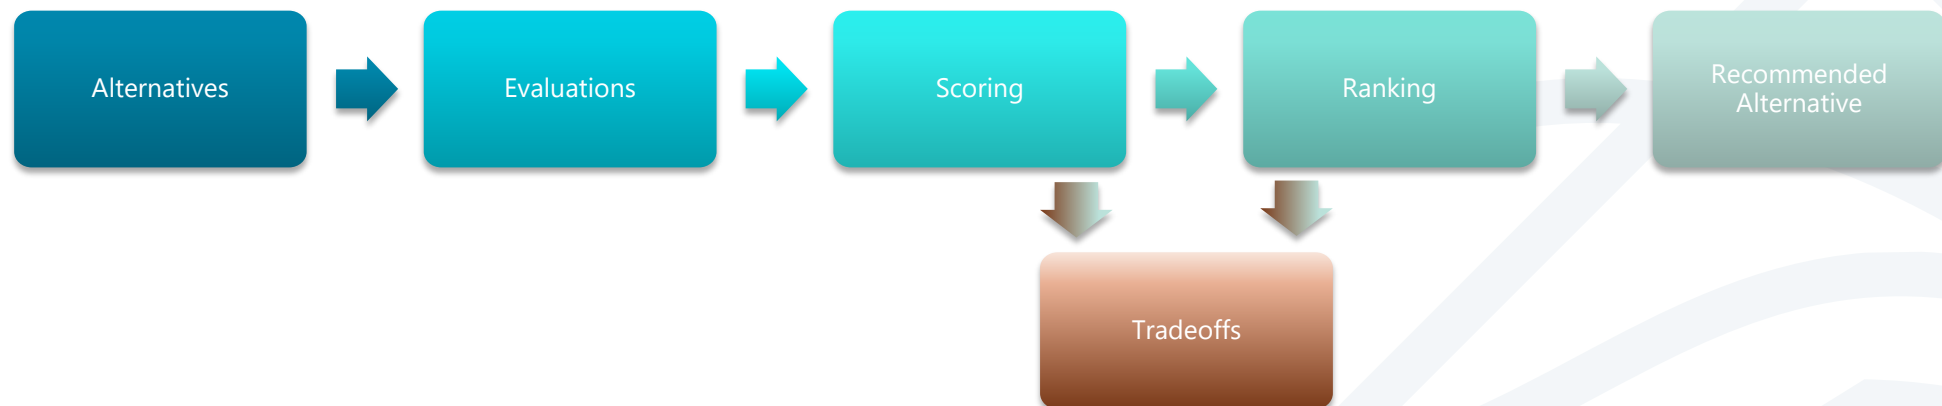 Alternatives
Evaluations
Scoring
Ranking
Recommended
Alternative
Tradeoffs